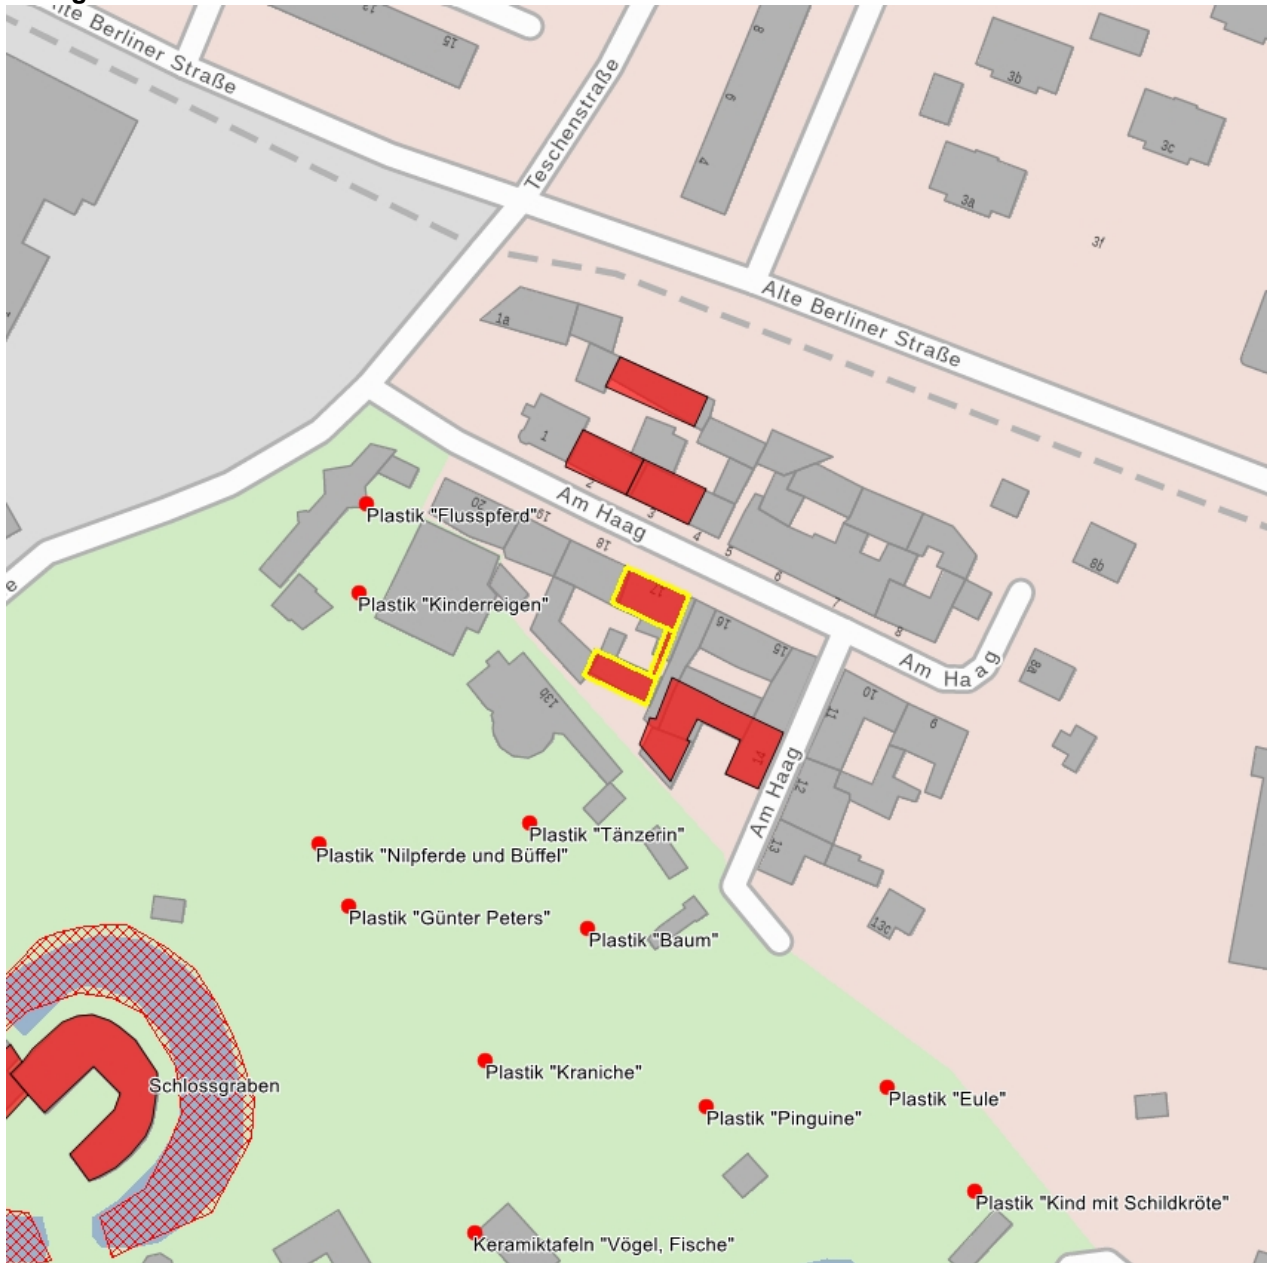 Alte Berliner Straße
15
Teschenstraße
8
6
4
3b
3c
3a
3f
Alte Berliner Straße
1a
1
2
3
4
5
6
7
8
Am Haag
20
19
18
17
16
15
Plastik "Flusspferd"
Plastik "Kinderreigen"
8b
8a
Am Haag
10
9
11
12
13
13c
14
Am Haag
13b
Plastik "Tänzerin"
Plastik "Nilpferde und Büffel"
Plastik "Günter Peters"
Plastik "Baum"
Schlossgraben
Plastik "Kraniche"
Plastik "Pinguine"
Plastik "Eule"
Plastik "Kind mit Schildkröte"
Keramiktafeln "Vögel, Fische"